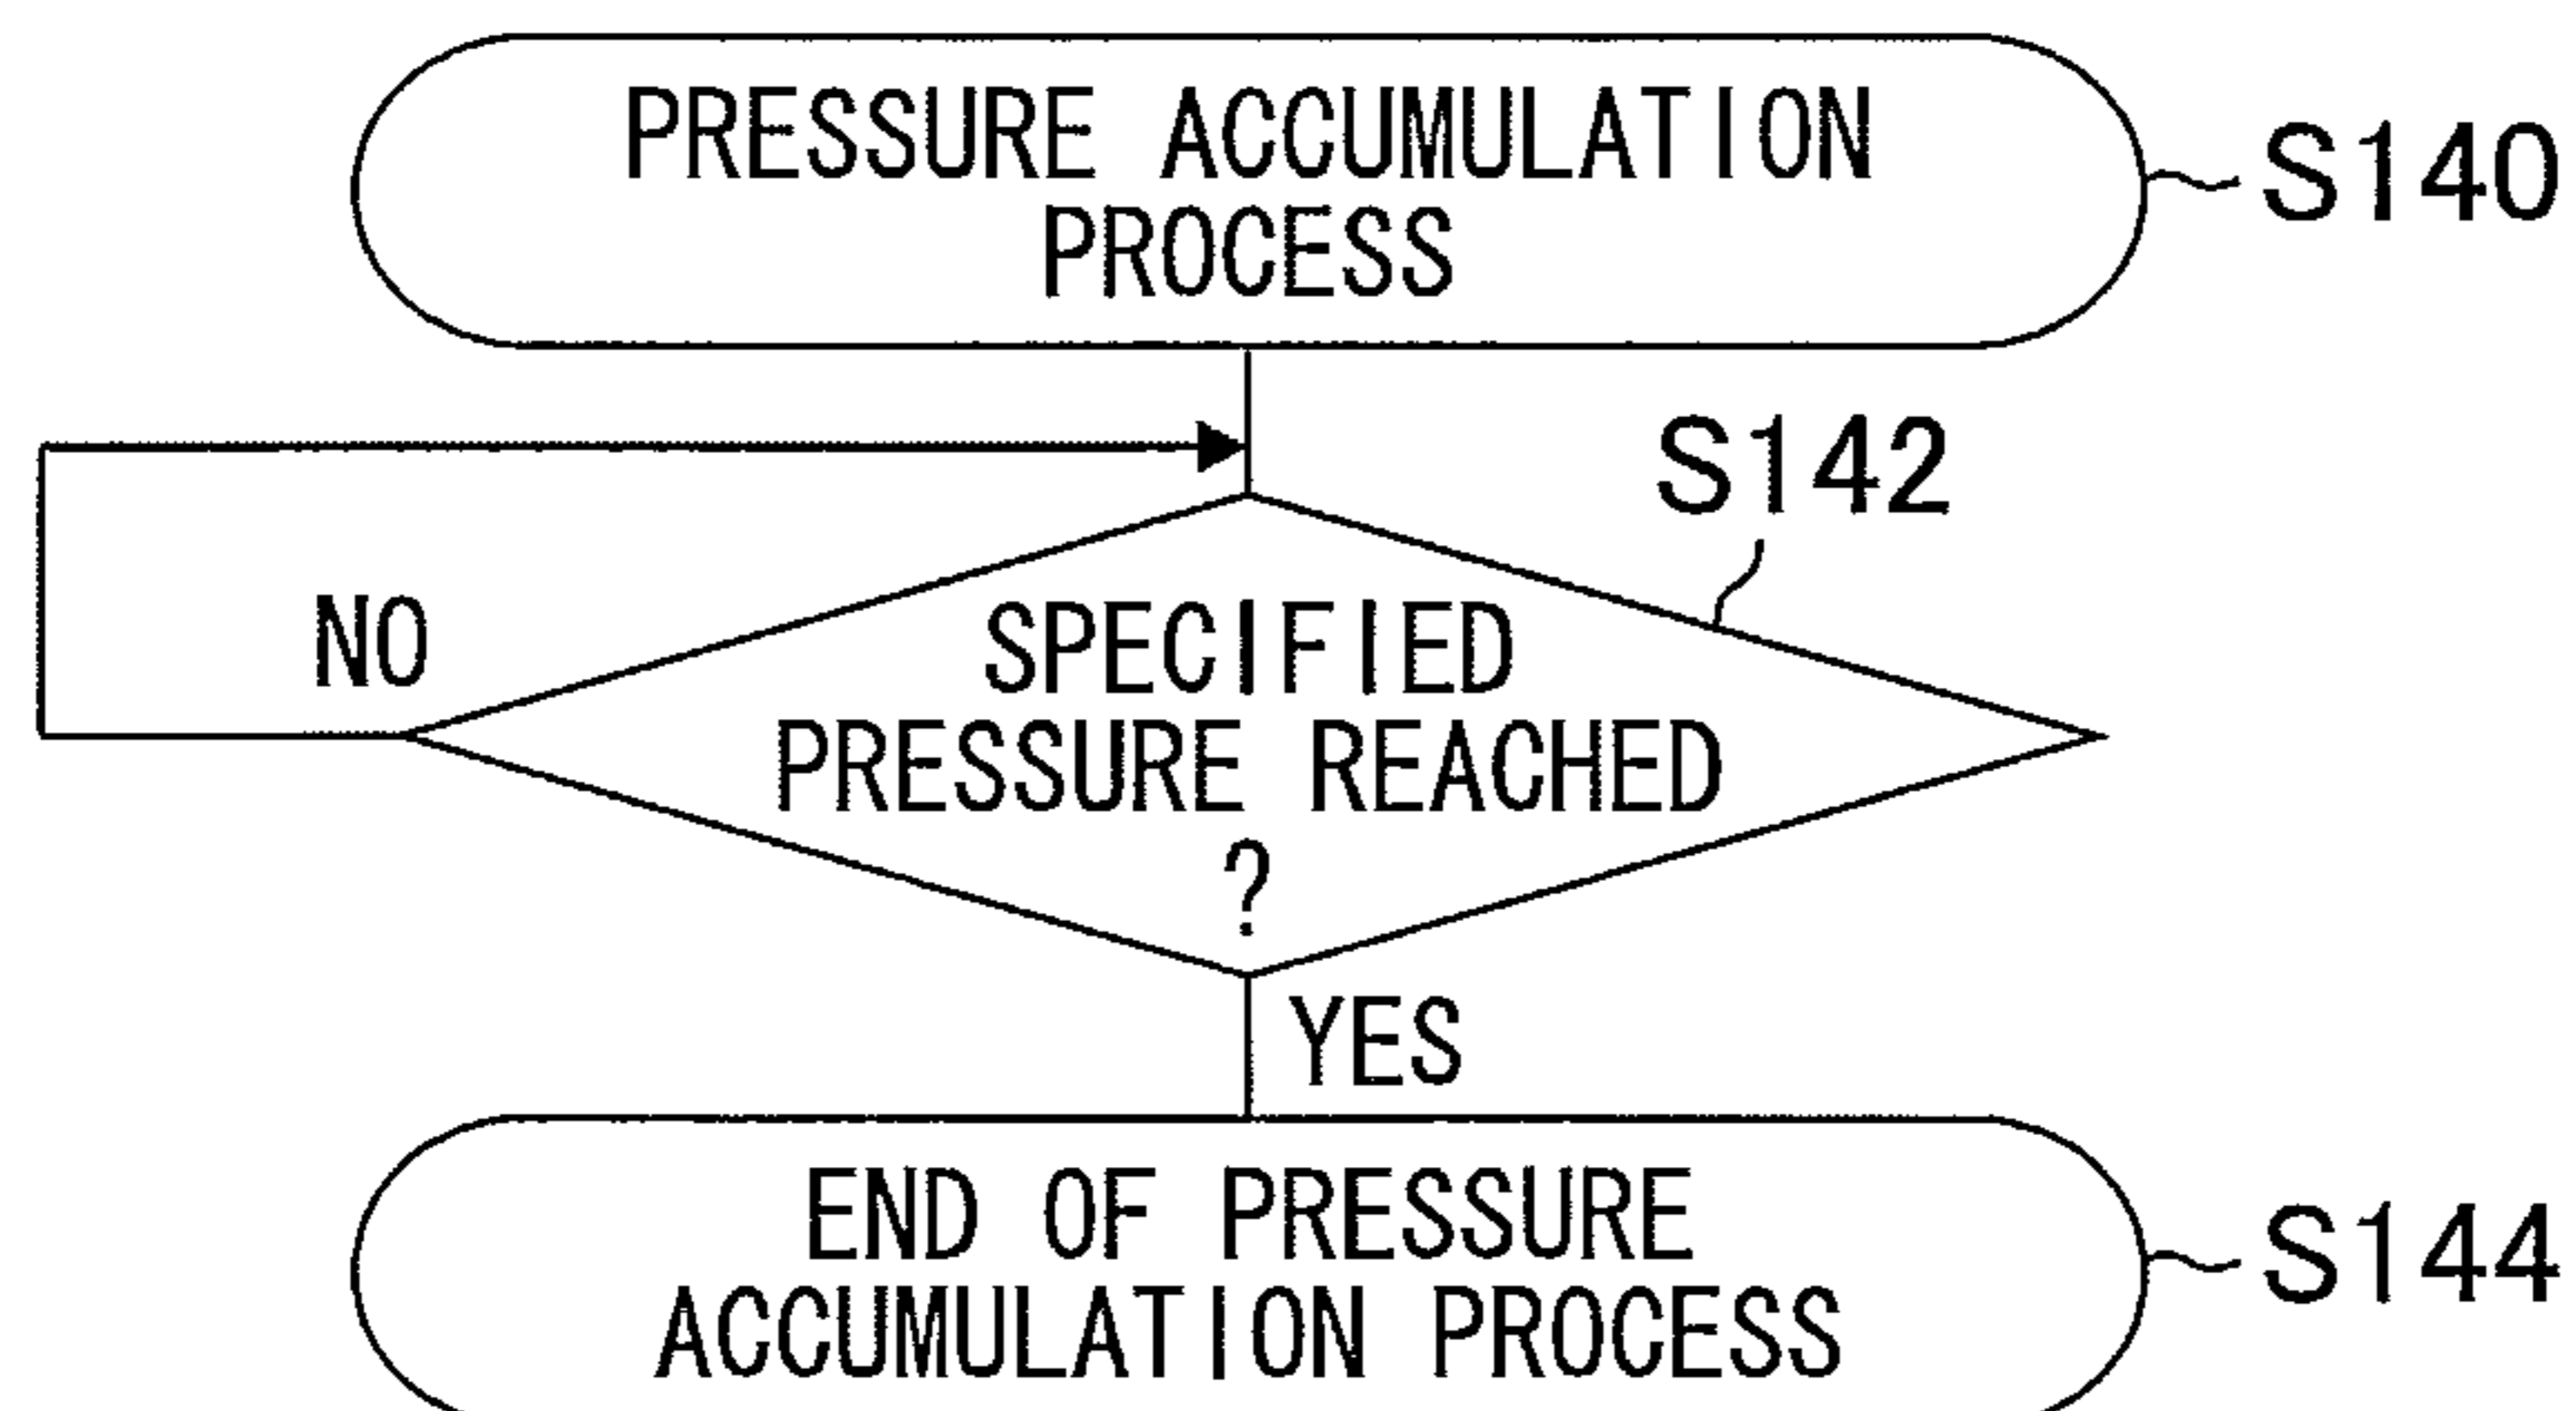 PRESSURE ACCUMULATION
PROCESS
S140
S142
NO
SPECIFIED
PRESSURE REACHED
?
YES
END OF PRESSURE
ACCUMULATION PROCESS
S144